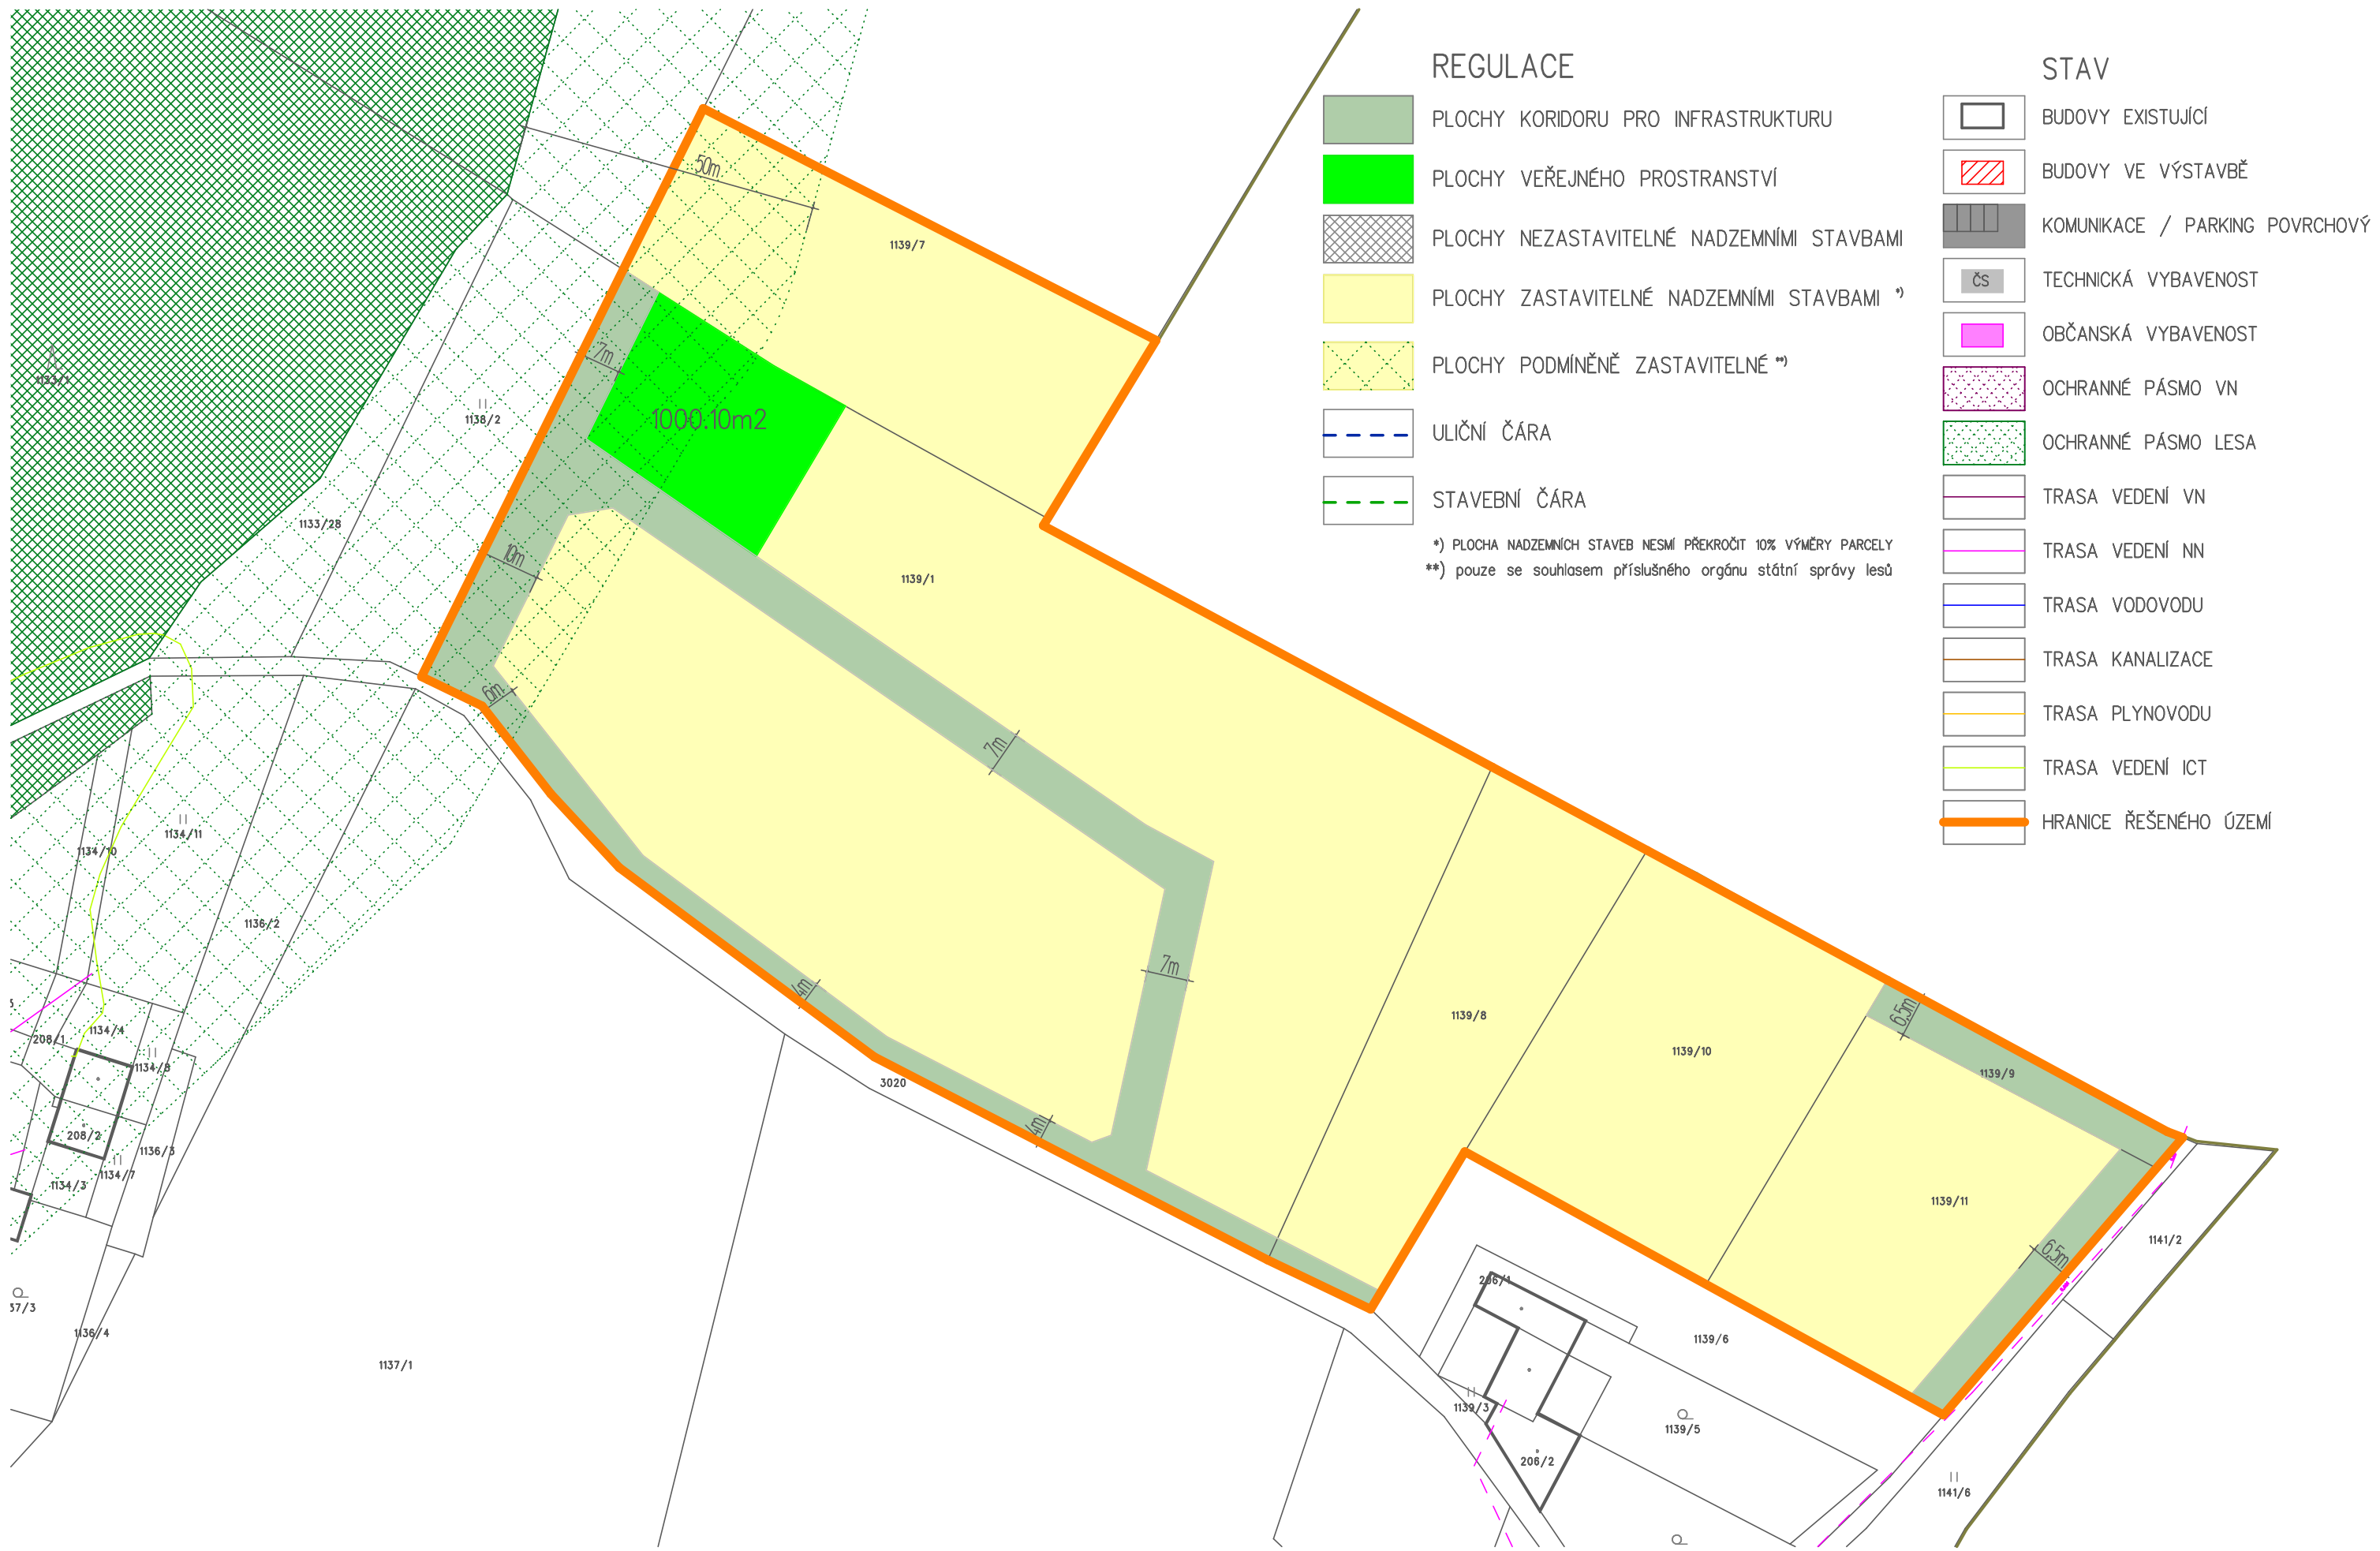 REGULACE
PLOCHY KORIDORU PRO INFRASTRUKTURU
PLOCHY VEŘEJNÉHO PROSTRANSTVÍ
PLOCHY NEZASTAVITELNÉ NADZEMNÍMI STAVBAMI
PLOCHY ZASTAVITELNÉ NADZEMNÍMI STAVBAMI *)
PLOCHY PODMÍNĚNĚ ZASTAVITELNÉ **)
ULIČNÍ ČÁRA
STAVEBNÍ ČÁRA
*) PLOCHA NADZEMNÍCH STAVEB NESMÍ PŘEKROČIT 10% VÝMĚRY PARCELY
**) pouze se souhlasem příslušného orgánu státní správy lesů
STAV
BUDOVY EXISTUJÍCÍ
BUDOVY VE VÝSTAVBĚ
KOMUNIKACE / PARKING POVRCHOVÝ
ČS
TECHNICKÁ VYBAVENOST
OBČANSKÁ VYBAVENOST
OCHRANNÉ PÁSMO VN
OCHRANNÉ PÁSMO LESA
TRASA VEDENÍ VN
TRASA VEDENÍ NN
TRASA VODOVODU
TRASA KANALIZACE
TRASA PLYNOVODU
TRASA VEDENÍ ICT
HRANICE ŘEŠENÉHO ÚZEMÍ
50m
1139/7
7m
1133/1
1138/2
1000.10m2
1133/28
10m
1139/1
6m
7m
1134/11
1134/10
1136/2
7m
4m
1139/8
6,5m
1134/4
208/1
1139/10
1134/8
1139/9
3020
4m
208/2
1136/3
1134/7
1134/3
1139/11
1141/2
6,5m
206/1
57/3
1136/4
1139/6
1137/1
1139/3
1139/5
206/2
1141/6